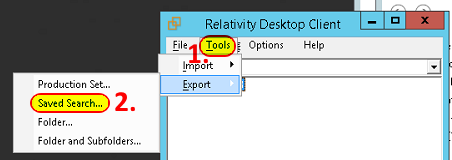 Relativity Desktop Client
File Tools Options Help
1.
Import
Export
Production Set...
Saved Search... 2.
Folder...
Folder and Subfolders...